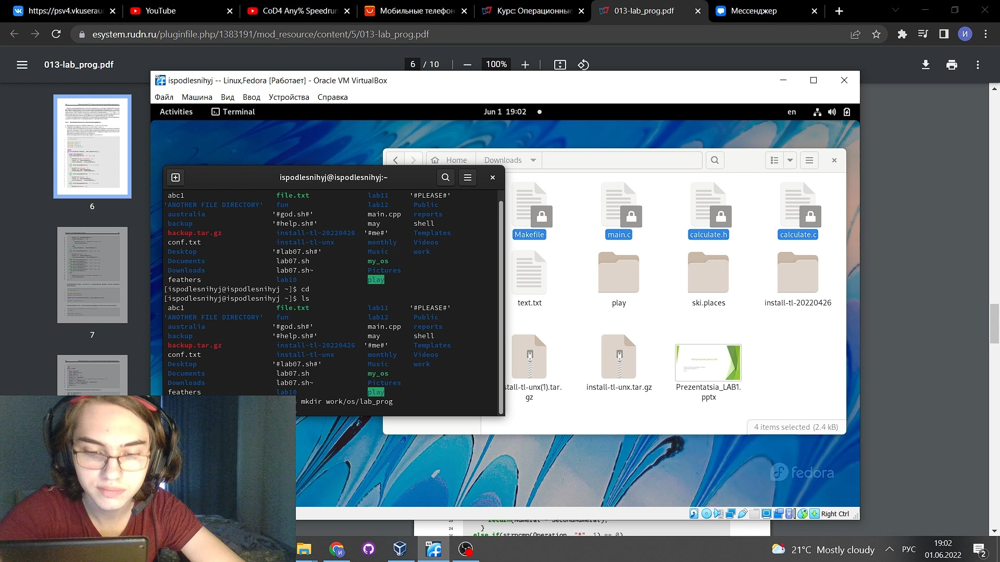 https://psv4.vkuserau
YouTube
CoD4 Any% Speedrun
Мобильные телефон
Курс: Операционные
013-lab_prog.pdf
Мессенджер
esystem.rudn.ru/pluginfile.php/1383191/mod_resource/content/5/013-lab_prog.pdf
И
013-lab_prog.pdf
6 / 10
100%
6
7
ispodlesnihyj -- Linux,Fedora [Работает] - Oracle VM VirtualBox
Файл Машина Вид Ввод Устройства Справка
Activities
Terminal
Jun 1 19:02
en
Home
Downloads
ispodlesnihyj@ispodlesnihyj:~
abc1 file.txt lab11 '#PLEASE#'
'ANOTHER FILE DIRECTORY' fun lab12 Public
australia '#god.sh#' main.cpp reports
backup '#help.sh#' may shell
backup.tar.gz install-tl-20220426 '#me#' Templates
conf.txt install-tl-unx monthly Videos
Desktop '#lab07.sh#' Music work
Documents lab07.sh my_os
Downloads lab07.sh~ Pictures
feathers lab10 play
[ispodlesnihyj@ispodlesnihyj ~]$ cd
[ispodlesnihyj@ispodlesnihyj ~]$ ls
abc1 file.txt lab11 '#PLEASE#'
'ANOTHER FILE DIRECTORY' fun lab12 Public
australia '#god.sh#' main.cpp reports
backup '#help.sh#' may shell
backup.tar.gz install-tl-20220426 '#me#' Templates
conf.txt install-tl-unx monthly Videos
Desktop '#lab07.sh#' Music work
Documents lab07.sh my_os
Downloads lab07.sh~ Pictures
feathers lab10 play
mkdir work/os/lab_prog
Makefile
main.c
calculate.h
calculate.c
text.txt
play
ski.places
install-tl-20220426
stall-tl-unx(1).tar.
gz
install-tl-unx.tar.gz
Prezentatsia_LAB1.
pptx
4 items selected (2.4 kB)
fedora
Right Ctrl
23 return(Numeral - SecondNumeral);
24 }
else if(strncmp(Operation, "*", 1) == 0)
64
21°C Mostly cloudy
РУС
19:02
01.06.2022
2